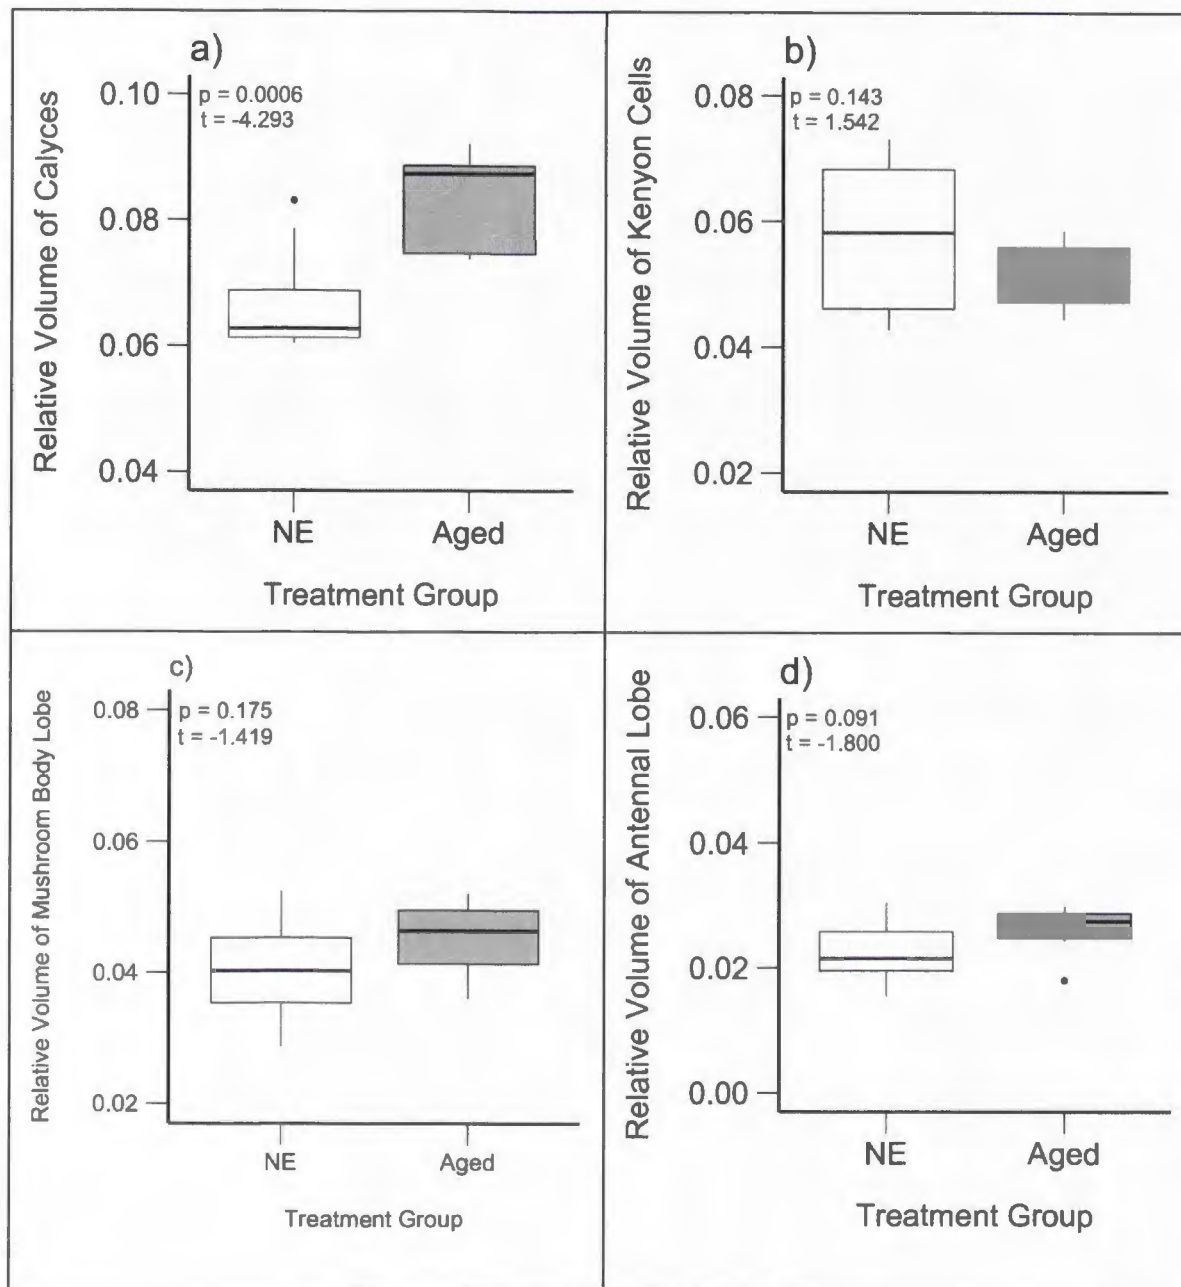 a)
p = 0.0006
t = -4.293
Relative Volume of Calyces
0.10
0.08
0.06
0.04
NE
Aged
Treatment Group
b)
p = 0.143
t = 1.542
Relative Volume of Kenyon Cells
0.08
0.06
0.04
0.02
NE
Aged
Treatment Group
c)
p = 0.175
t = -1.419
Relative Volume of Mushroom Body Lobe
0.08
0.06
0.04
0.02
NE
Aged
Treatment Group
d)
p = 0.091
t = -1.800
Relative Volume of Antennal Lobe
0.06
0.04
0.02
0.00
NE
Aged
Treatment Group